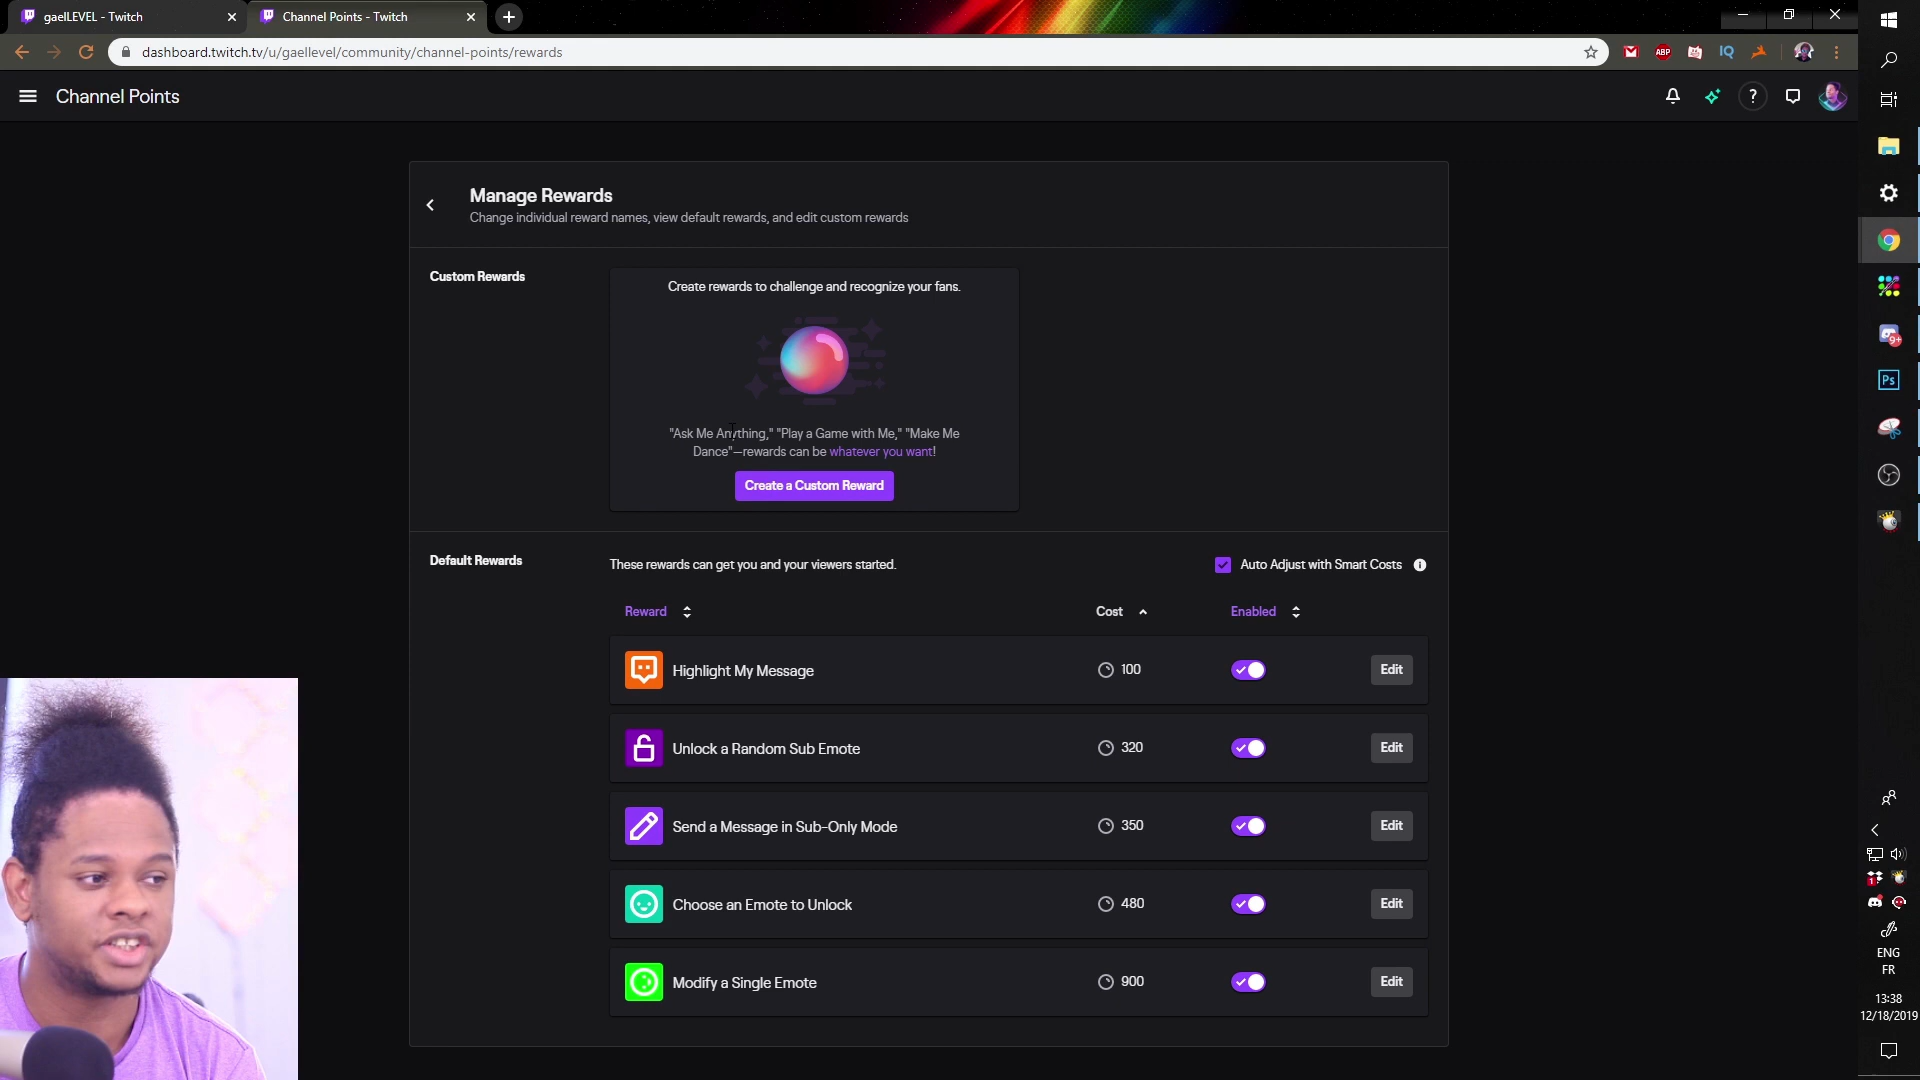 gaelLEVEL - Twitch
Channel Points - Twitch
dashboard.twitch.tv/u/gaellevel/community/channel-points/rewards
ABP
IQ
Channel Points
Manage Rewards
Change individual reward names, view default rewards, and edit custom rewards
Custom Rewards
Create rewards to challenge and recognize your fans.
"Ask Me Anything," "Play a Game with Me," "Make Me
Dance"—rewards can be whatever you want!
Create a Custom Reward
Default Rewards
These rewards can get you and your viewers started.
Auto Adjust with Smart Costs
Reward
Cost
Enabled
Highlight My Message
100
Edit
Unlock a Random Sub Emote
320
Edit
Send a Message in Sub-Only Mode
350
Edit
Choose an Emote to Unlock
480
Edit
Modify a Single Emote
900
Edit
9+
Ps
1
ENG
FR
13:38
12/18/2019